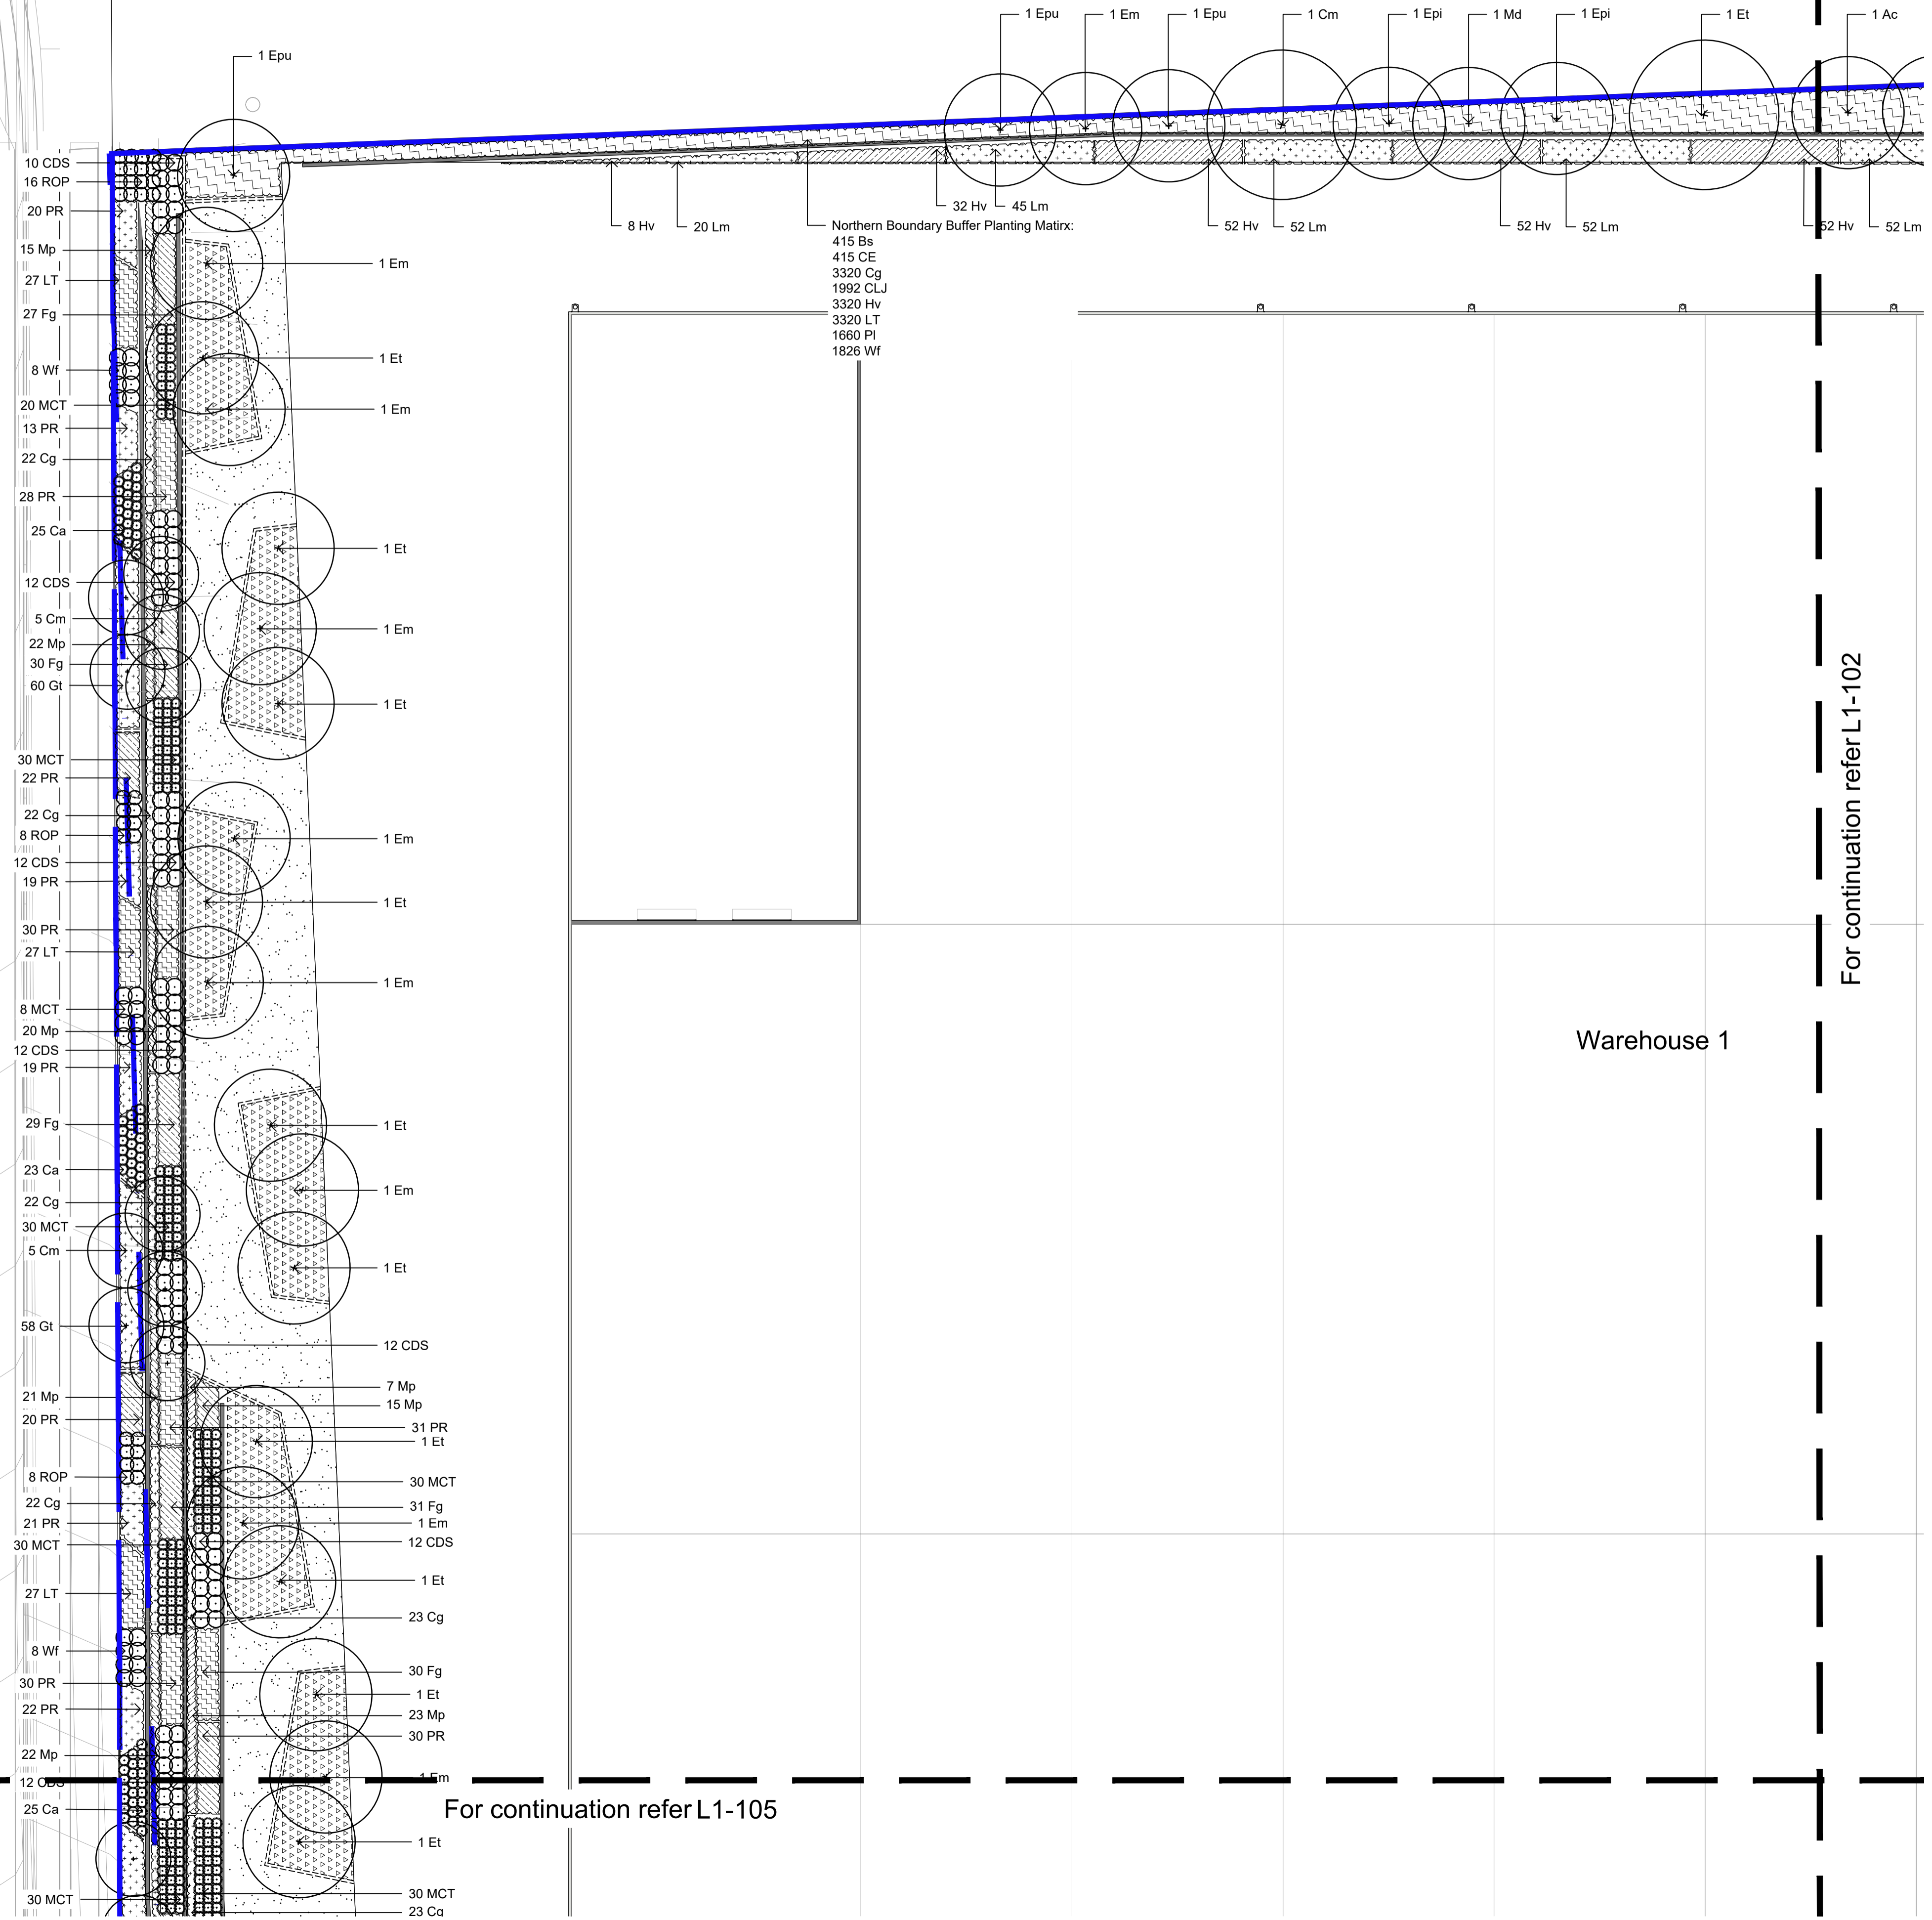 1 Epu
1 Em
1 Epu
1 Cm
1 Epi
1 Md
1 Epi
1 Et
1 Ac
1 Epu
10 CDS
16 ROP
20 PR
15 Mp
27 LT
27 Fg
8 Wf
20 MCT
13 PR
22 Cg
28 PR
25 Ca
12 CDS
5 Cm
22 Mp
30 Fg
60 Gt
30 MCT
22 PR
22 Cg
8 ROP
12 CDS
19 PR
30 PR
27 LT
8 MCT
20 Mp
12 CDS
19 PR
29 Fg
23 Ca
22 Cg
30 MCT
5 Cm
58 Gt
21 Mp
20 PR
8 ROP
22 Cg
21 PR
30 MCT
27 LT
8 Wf
30 PR
22 PR
22 Mp
12 CDS
25 Ca
30 MCT
1 Em
1 Et
1 Em
1 Et
1 Em
1 Et
1 Em
1 Et
1 Em
1 Et
1 Em
1 Et
12 CDS
7 Mp
15 Mp
31 PR
1 Et
30 MCT
31 Fg
1 Em
12 CDS
1 Et
23 Cg
30 Fg
1 Et
23 Mp
30 PR
1 Em
1 Et
30 MCT
23 Cg
8 Hv
20 Lm
32 Hv
45 Lm
52 Hv
52 Lm
52 Hv
52 Lm
52 Hv
52 Lm
Northern Boundary Buffer Planting Matirx:
415 Bs
415 CE
3320 Cg
1992 CLJ
3320 Hv
3320 LT
1660 Pl
1826 Wf
For continuation refer L1-102
Warehouse 1
For continuation refer L1-105